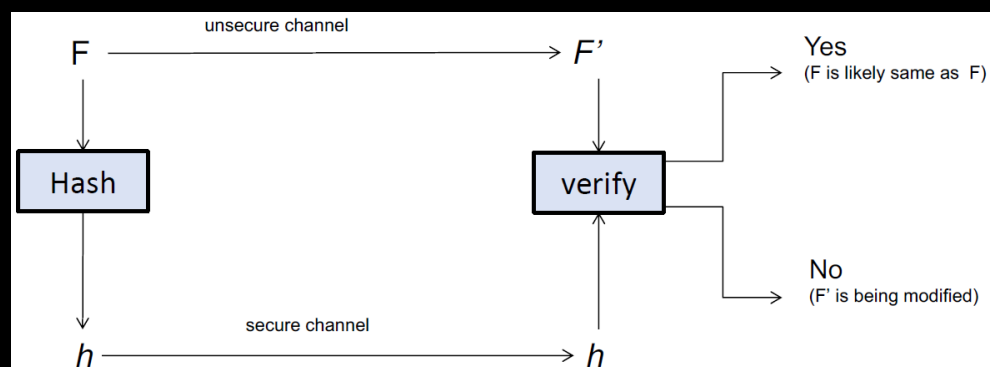 unsecure channel
F
F’
Yes
(F is likely same as F)
Hash
verify
No
(F’ is being modified)
secure channel
h
h